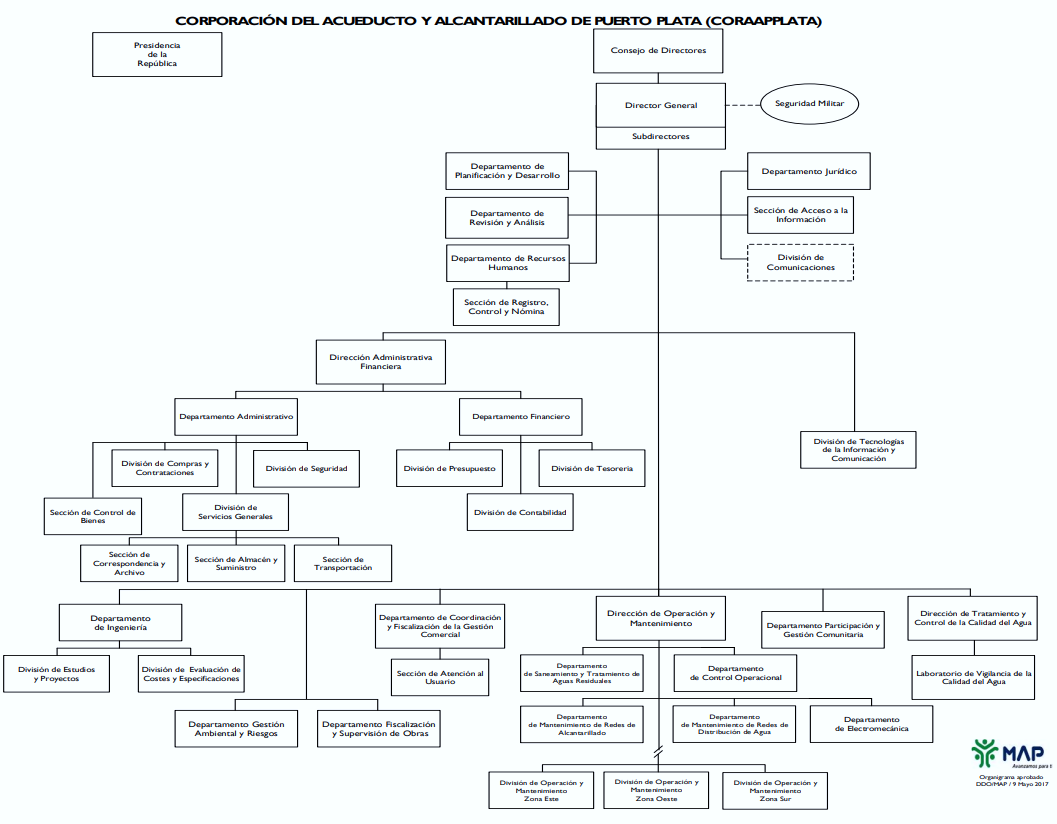 CORPORACIÓN DEL ACUEDUCTO Y ALCANTARILLADO DE PUERTO PLATA (CORAAPPLATA)
Presidencia
de la
República
Consejo de Directores
Director General
Seguridad Militar
Subdirectores
Departamento de
Planificación y Desarrollo
Departamento Jurídico
Departamento de
Revisión y Análisis
Sección de Acceso a la
Información
Departamento de Recursos
Humanos
División de
Comunicaciones
Sección de Registro,
Control y Nómina
Dirección Administrativa
Financiera
Departamento Administrativo
Departamento Financiero
División de Tecnologías
de la Información y
Comunicación
División de Compras y
Contrataciones
División de Seguridad
División de Presupuesto
División de Tesoreria
Sección de Control de
Bienes
División de
Servicios Generales
División de Contabilidad
Sección de
Correspondencia y
Archivo
Sección de Almacén y
Suministro
Sección de
Transportación
Departamento
de Ingeniería
Departamento de Coordinación
y Fiscalización de la Gestión
Comercial
Dirección de Operación y
Mantenimiento
Departamento Participación y
Gestión Comunitaria
Dirección de Tratamiento y
Control de la Calidad del Agua
División de Estudios
y Proyectos
División de Evaluación de
Costes y Especificaciones
Sección de Atención al
Usuario
Departamento
de Saneamiento y Tratamiento de
Aguas Residuales
Departamento
de Control Operacional
Laboratorio de Vigilancia de la
Calidad del Agua
Departamento Gestión
Ambiental y Riesgos
Departamento Fiscalización
y Supervisión de Obras
Departamento
de Mantenimiento de Redes de
Alcantarillado
Departamento
de Mantenimiento de Redes de
Distribución de Agua
Departamento
de Electromecánica
División de Operación y
Mantenimiento
Zona Este
División de Operación y
Mantenimiento
Zona Oeste
División de Operación y
Mantenimiento
Zona Sur
MAP
Avanzamos para ti
Organigrama aprobado
DDO/MAP / 9 Mayo 2017